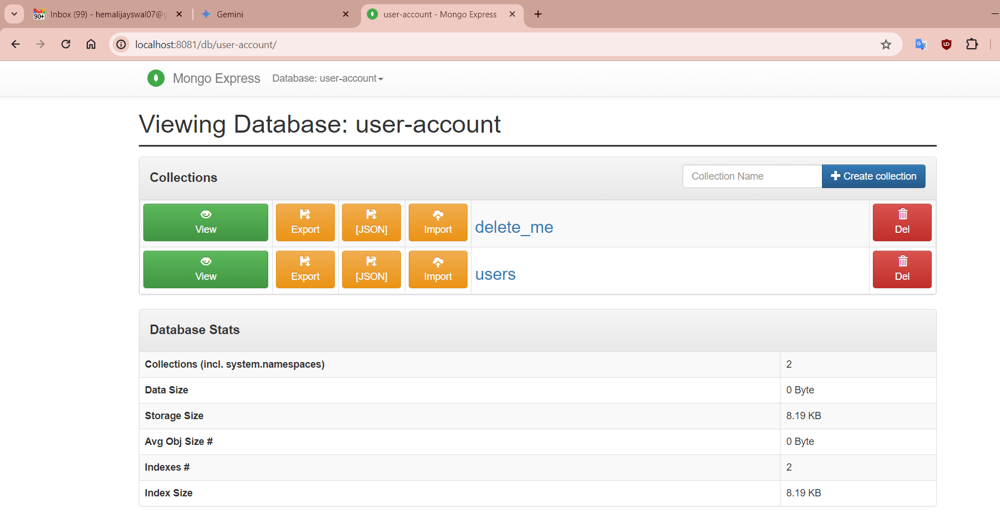 90+ Inbox (99) - hemalijayswal07@
Gemini
user-account - Mongo Express
localhost:8081/db/user-account/
Mongo Express Database: user-account
Viewing Database: user-account
Collections
Collection Name
Create collection
View Export [JSON] Import delete_me Del
View Export [JSON] Import users Del
Database Stats
Collections (incl. system.namespaces) 2
Data Size 0 Byte
Storage Size 8.19 KB
Avg Obj Size # 0 Byte
Indexes # 2
Index Size 8.19 KB